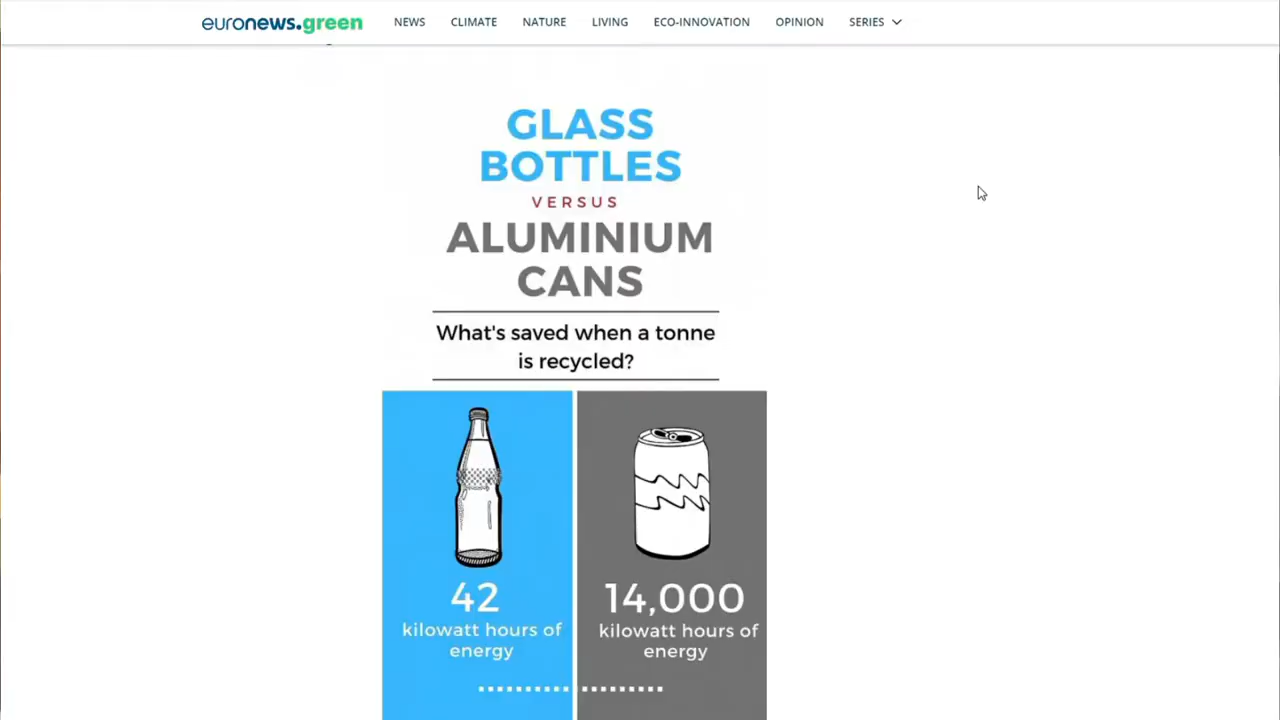 euronews.green NEWS CLIMATE NATURE LIVING ECO-INNOVATION OPINION SERIES
GLASS
BOTTLES
VERSUS
ALUMINIUM
CANS
What's saved when a tonne
is recycled?
42
kilowatt hours of
energy
14,000
kilowatt hours of
energy